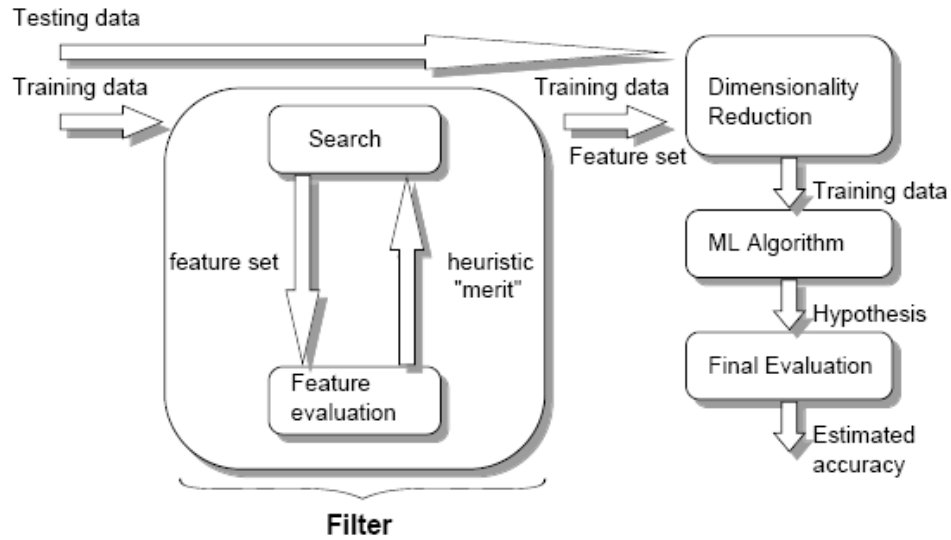 Testing data
Training data
Search
feature set
heuristic
"merit"
Feature
evaluation
Filter
Training data
Feature set
Dimensionality
Reduction
Training data
ML Algorithm
Hypothesis
Final Evaluation
Estimated
accuracy